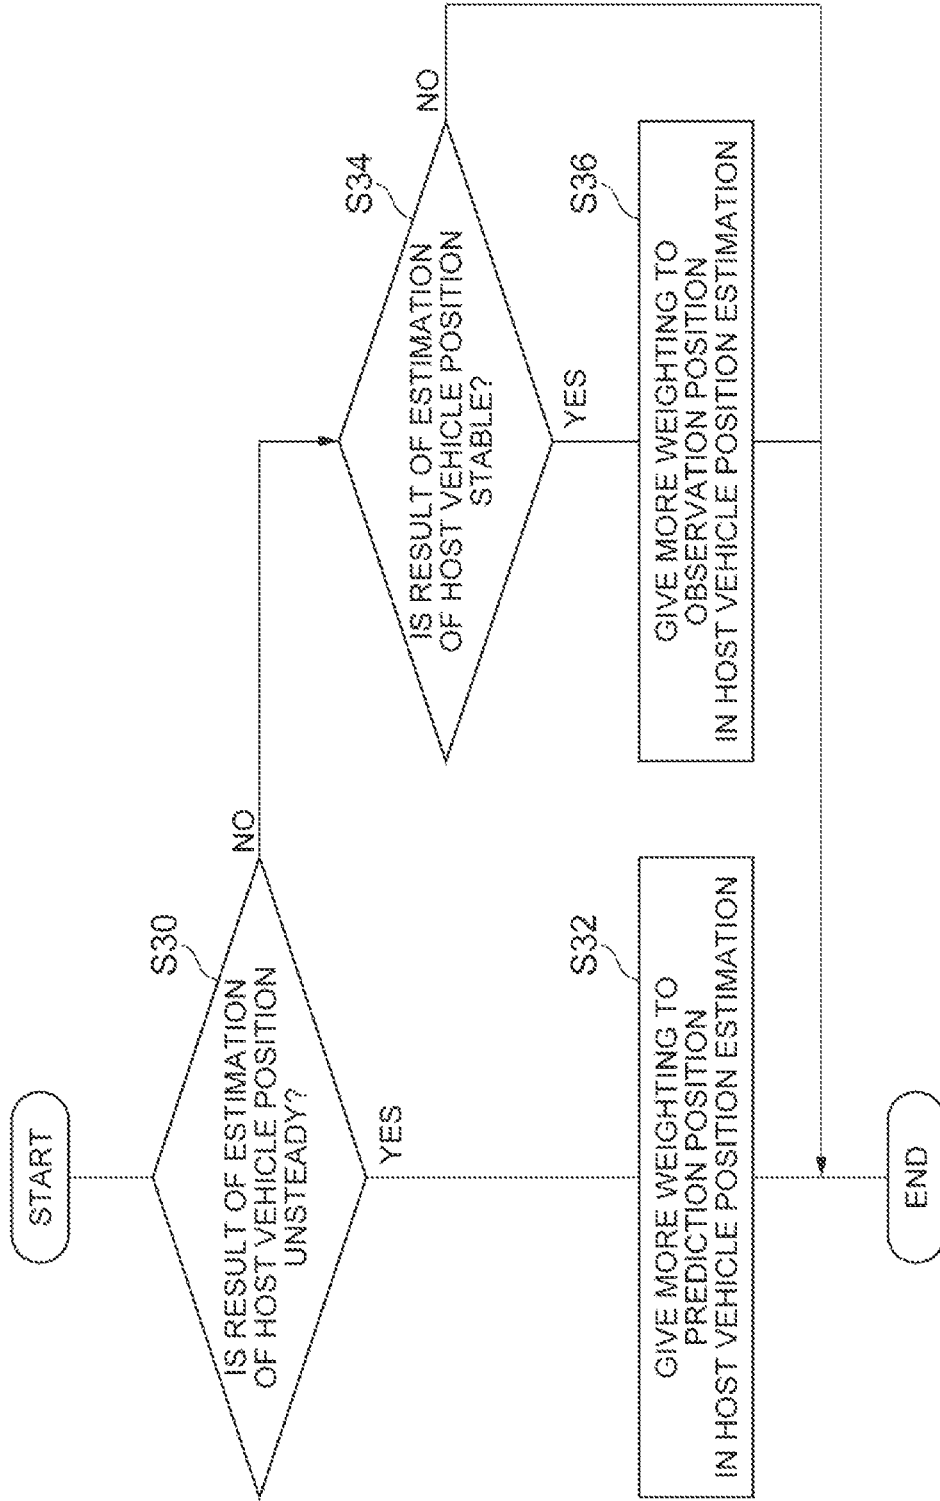 START
S30
IS RESULT OF ESTIMATION
OF HOST VEHICLE POSITION
UNSTEADY?
NO
YES
S34
IS RESULT OF ESTIMATION
OF HOST VEHICLE POSITION
STABLE?
NO
YES
S32
GIVE MORE WEIGHTING TO
PREDICTION POSITION
IN HOST VEHICLE POSITION ESTIMATION
S36
GIVE MORE WEIGHTING TO
OBSERVATION POSITION
IN HOST VEHICLE POSITION ESTIMATION
END